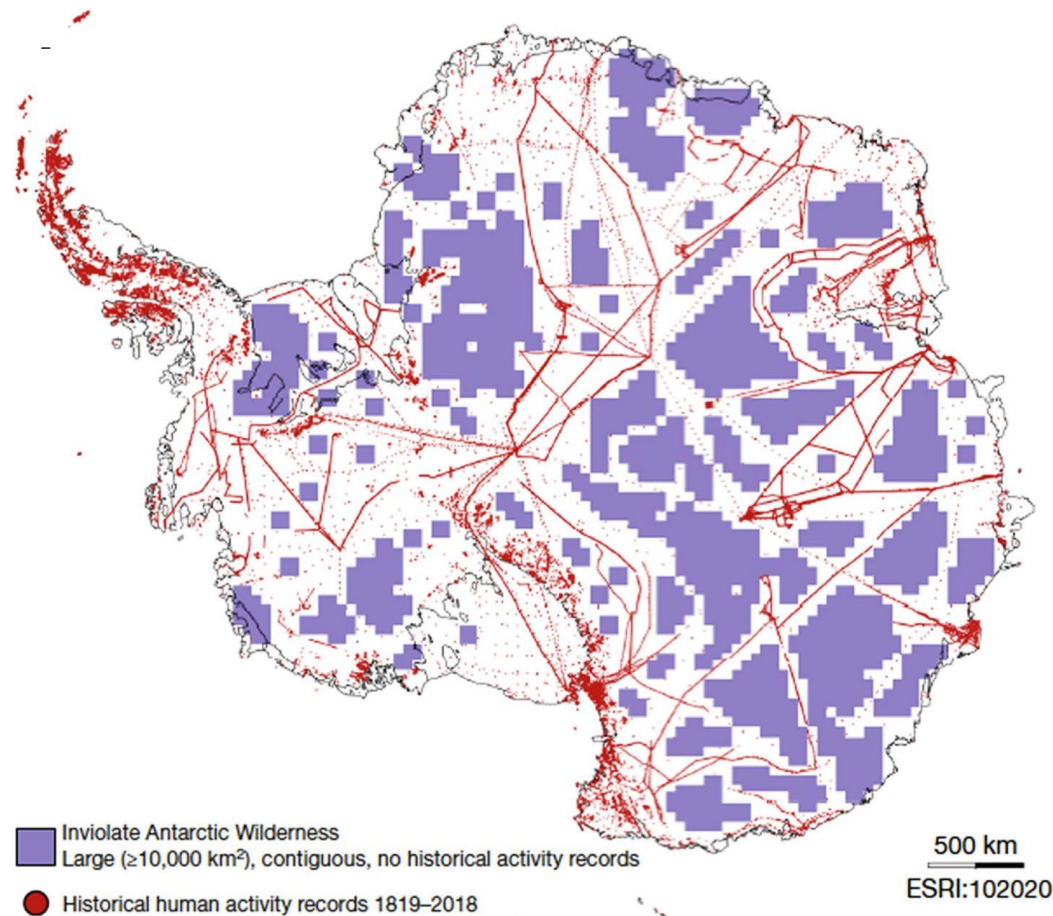 Inviolate Antarctic Wilderness
Large (≥10,000 km²), contiguous, no historical activity records
Historical human activity records 1819–2018
500 km
ESRI:102020